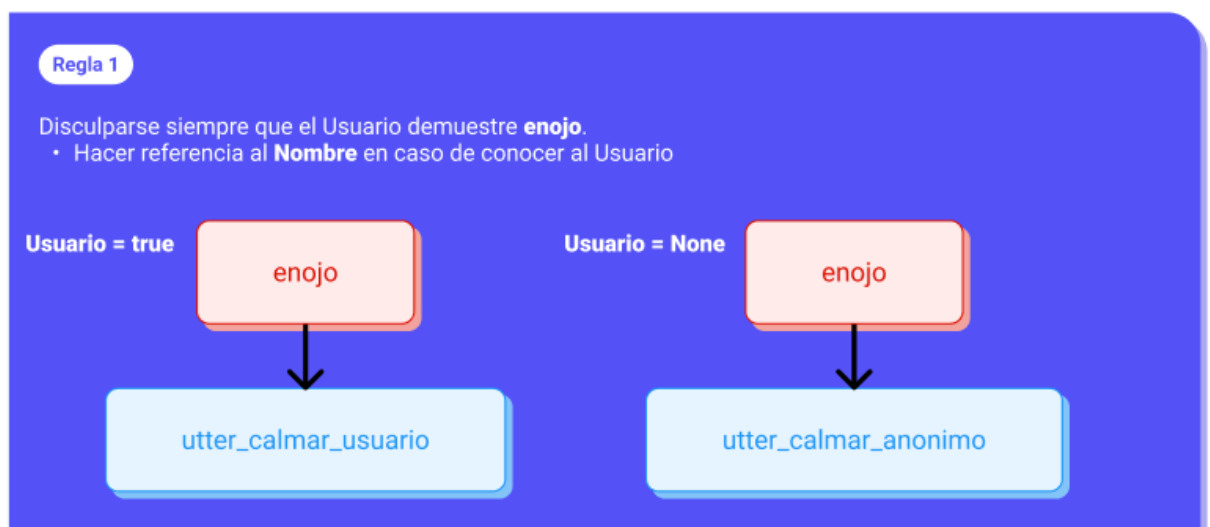 Regla 1
Disculparse siempre que el Usuario demuestre enojo.
• Hacer referencia al Nombre en caso de conocer al Usuario
Usuario = true
enojo
utter_calmar_usuario
Usuario = None
enojo
utter_calmar_anonimo